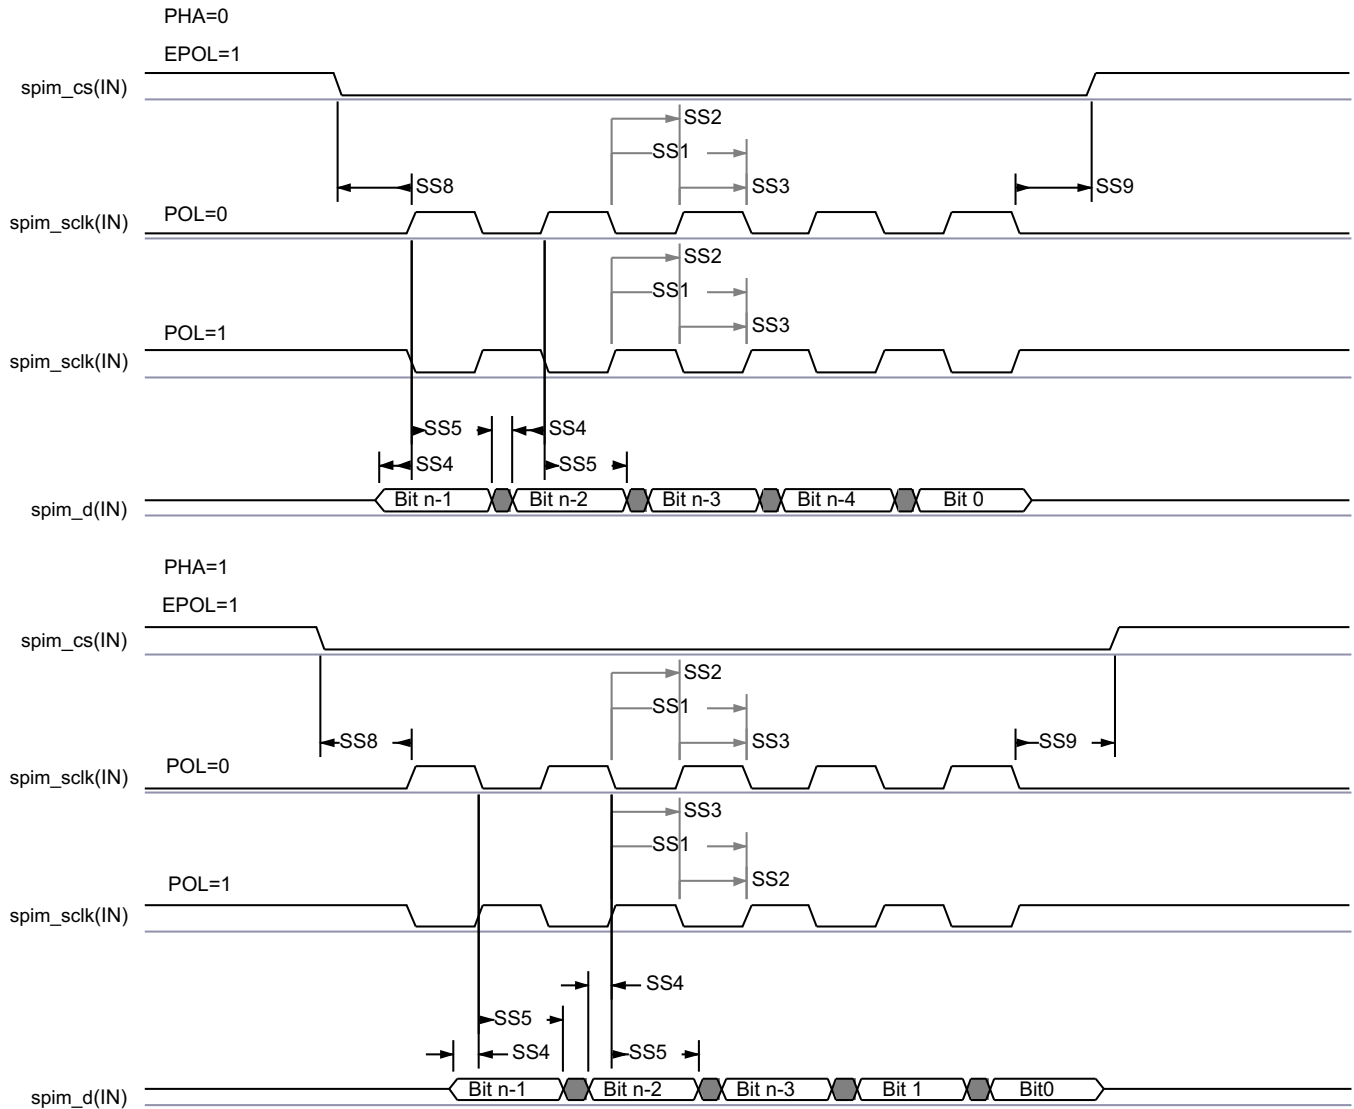 PHA=0
EPOL=1
spim_cs(IN)
SS2
SS1
SS8
SS3
SS9
POL=0
spim_sclk(IN)
SS2
SS1
SS3
POL=1
spim_sclk(IN)
SS5
SS4
SS4
SS5
Bit n-1
Bit n-2
Bit n-3
Bit n-4
Bit 0
spim_d(IN)
PHA=1
EPOL=1
spim_cs(IN)
SS2
SS1
SS8
SS3
SS9
POL=0
spim_sclk(IN)
SS3
SS1
SS2
POL=1
spim_sclk(IN)
SS4
SS5
SS4
SS5
Bit n-1
Bit n-2
Bit n-3
Bit 1
Bit0
spim_d(IN)